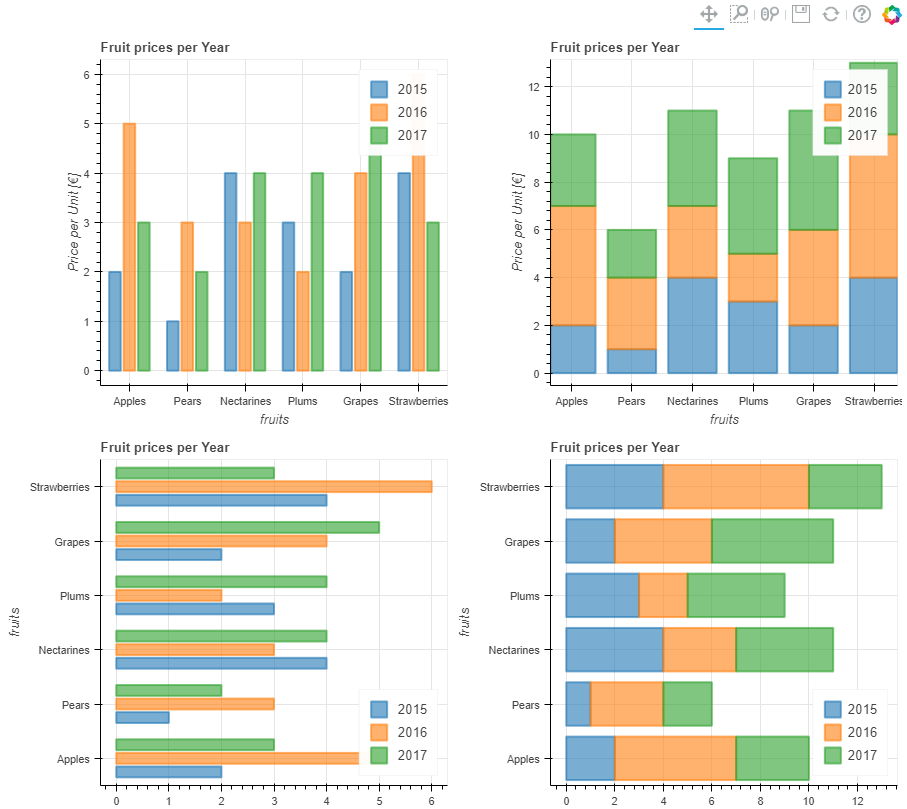 Fruit prices per Year
Price per Unit [€]
6
5
4
3
2
1
0
Apples Pears Nectarines Plums Grapes Strawberries
fruits
2015
2016
2017
Fruit prices per Year
Price per Unit [€]
12
10
8
6
4
2
0
Apples Pears Nectarines Plums Grapes Strawberries
fruits
2015
2016
2017
Fruit prices per Year
fruits
Strawberries
Grapes
Plums
Nectarines
Pears
Apples
0 1 2 3 4 5 6
2015
2016
2017
Fruit prices per Year
fruits
Strawberries
Grapes
Plums
Nectarines
Pears
Apples
0 2 4 6 8 10 12
2015
2016
2017